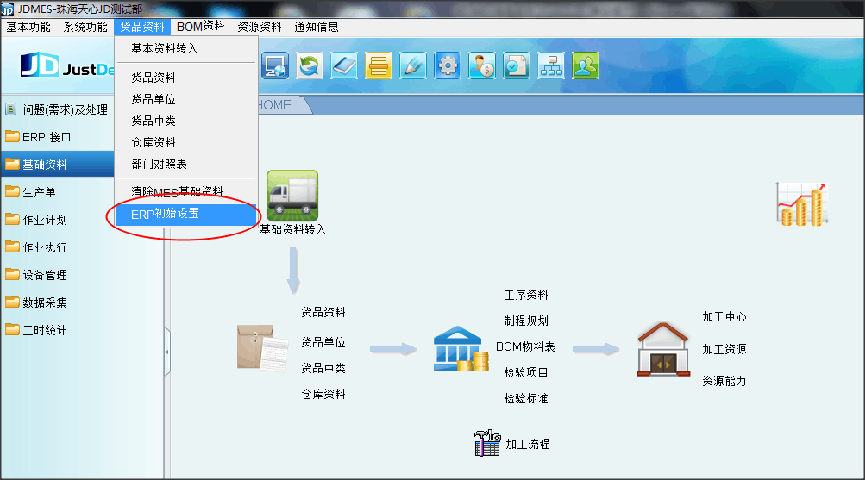 JDMES-珠海天心JD测试部
基本功能 系统功能 货品资料 BOM资料 资源资料 通知信息
基本资料转入
货品资料
货品单位
货品中类
仓库资料
部门对照表
清除MES基础资料
ERP初始设置
JD JustDe
HOME
问题(需求)及处理
ERP 接口
基础资料
生产单
作业计划
作业执行
设备管理
数据采集
工时统计
基础资料转入
货品资料
货品单位
货品中类
仓库资料
工序资料
制程规划
BOM物料表
检验项目
检验标准
加工中心
加工资源
资源能力
加工流程